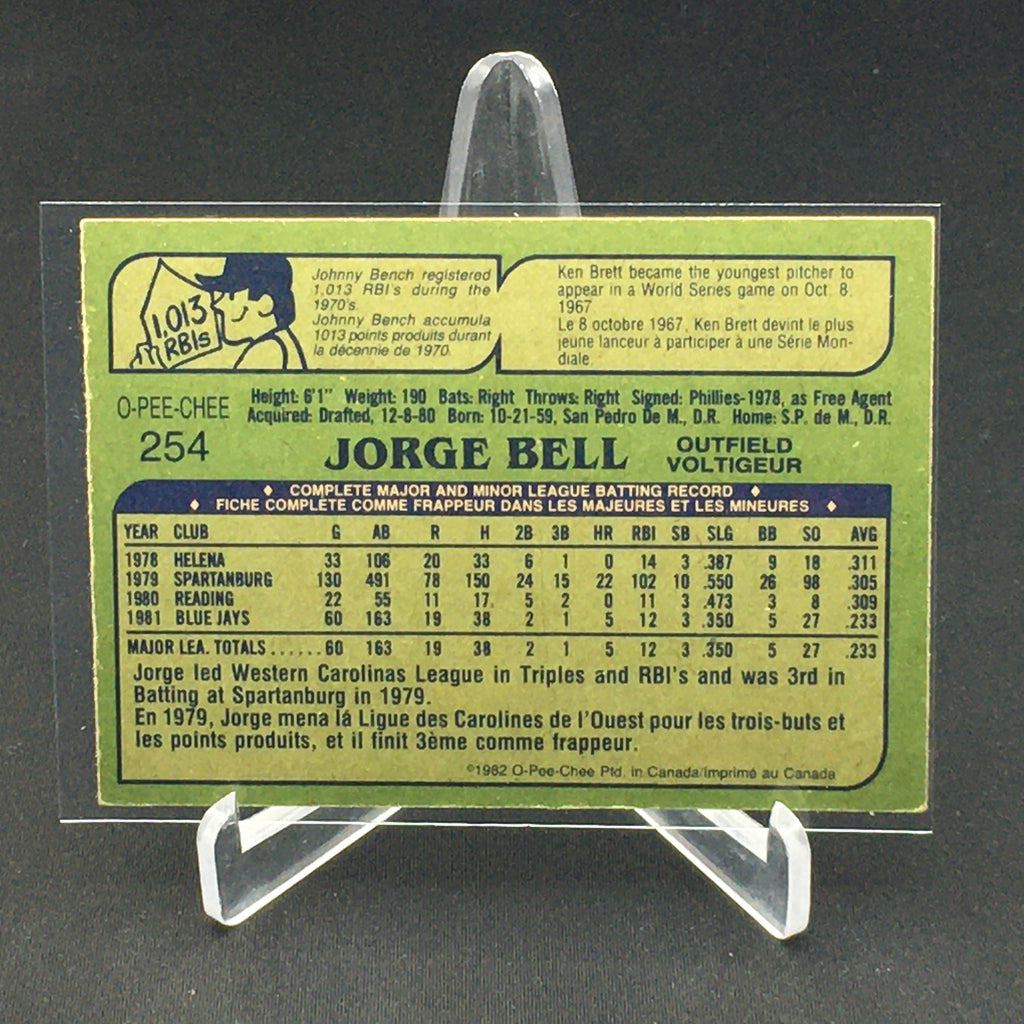 1,013
RBIs
Johnny Bench registered
1,013 RBI's during the
1970's.
Johnny Bench accumula
1013 points produits durant
la décennie de 1970.
Ken Brett became the youngest pitcher to
appear in a World Series game on Oct. 8,
1967
Le 8 octobre 1967, Ken Brett devint le plus
jeune lanceur à participer à une Série Mon-
diale.
O-PEE-CHEE
254
Height: 6'1" Weight: 190 Bats: Right Throws: Right Signed: Phillies-1978, as Free Agent
Acquired: Drafted, 12-8-80 Born: 10-21-59, San Pedro De M., D.R. Home: S.P. de M., D.R.
JORGE BELL
OUTFIELD
VOLTIGEUR
♦ COMPLETE MAJOR AND MINOR LEAGUE BATTING RECORD ♦
♦ FICHE COMPLÈTE COMME FRAPPEUR DANS LES MAJEURES ET LES MINEURES ♦
YEAR CLUB G AB R H 2B 3B HR RBI SB SLG BB SO AVG
1978 HELENA 33 106 20 33 6 1 0 14 3 .387 9 18 .311
1979 SPARTANBURG 130 491 78 150 24 15 22 102 10 .550 26 98 .305
1980 READING 22 55 11 17 5 2 0 11 3 .473 3 8 .309
1981 BLUE JAYS 60 163 19 38 2 1 5 12 3 .350 5 27 .233
MAJOR LEA. TOTALS ...... 60 163 19 38 2 1 5 12 3 .350 5 27 .233
Jorge led Western Carolinas League in Triples and RBI's and was 3rd in
Batting at Spartanburg in 1979.
En 1979, Jorge mena lá Ligue des Carolines de l'Ouest pour les trois-buts et
les points produits, et il finit 3ème comme frappeur.
©1982 O-Pee-Chee Ptd. in Canada/Imprimé au Canada